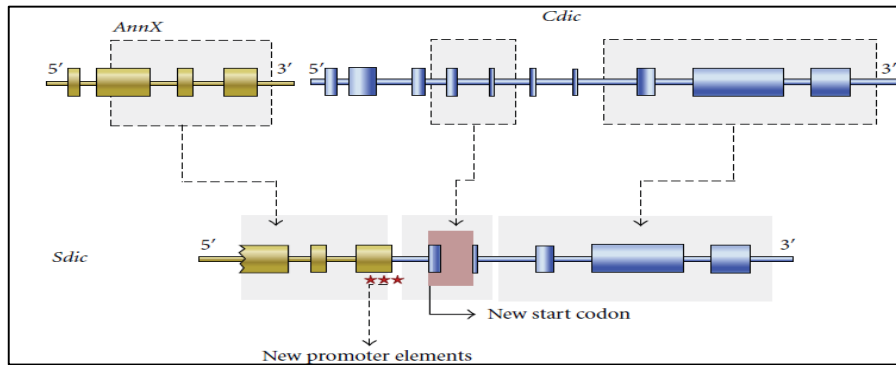 AnnX Cdic
5′ 3′ 5′ 3′
Sdic 5′ 3′
New start codon
New promoter elements